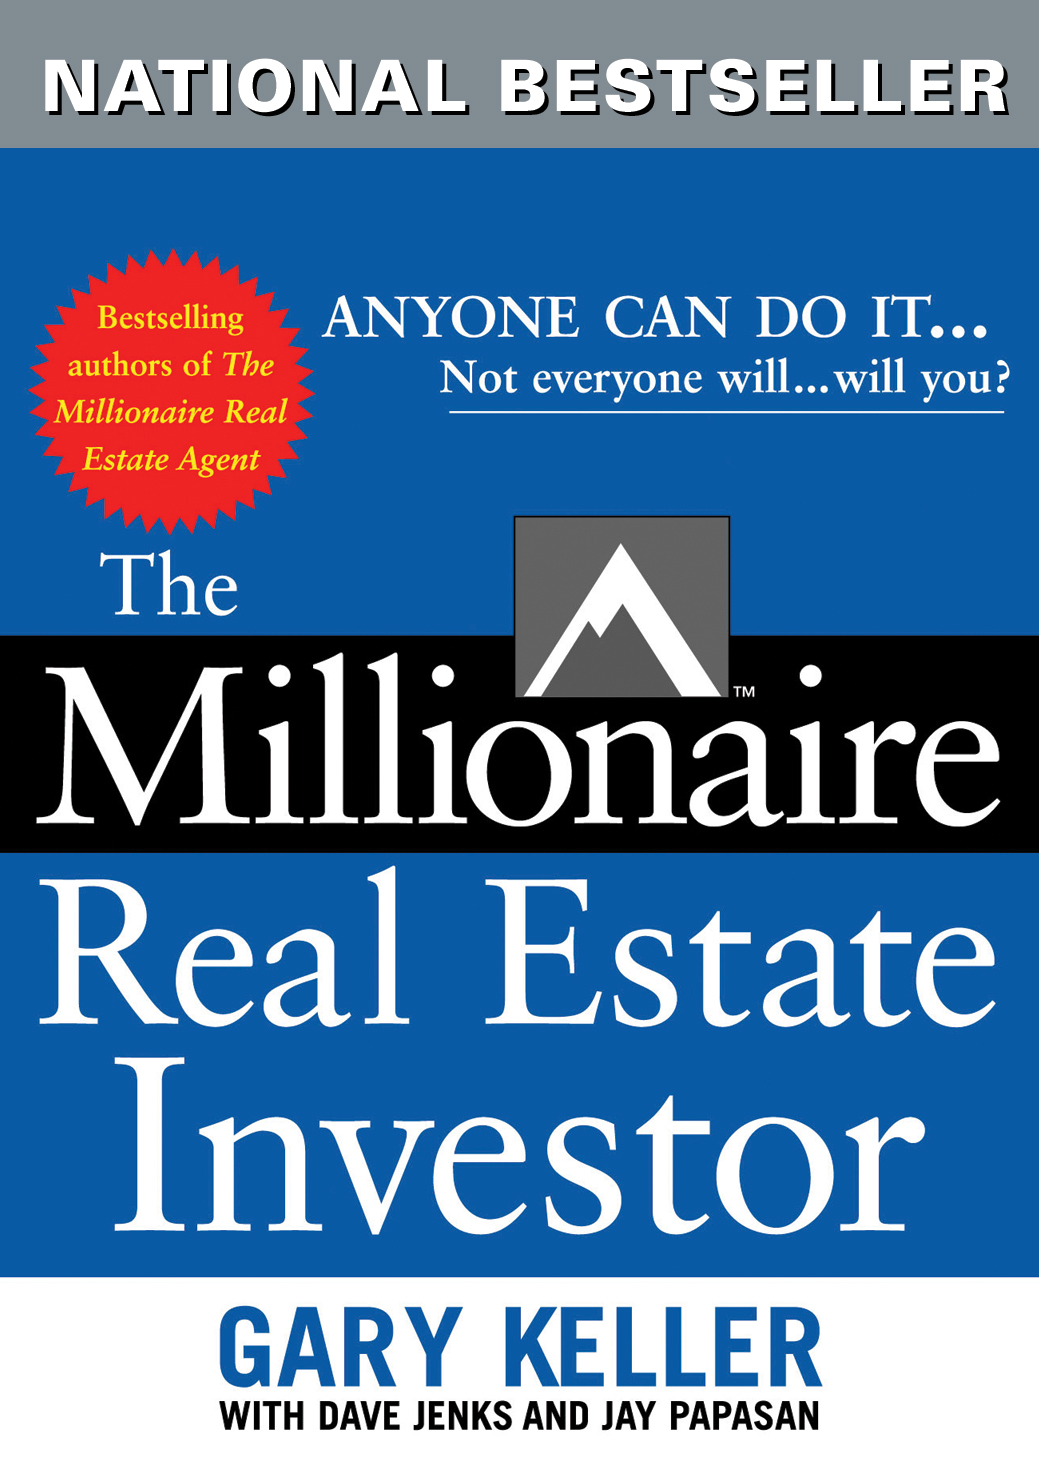 NATIONAL BESTSELLER
Bestselling
authors of The
Millionaire Real
Estate Agent
ANYONE CAN DO IT...
Not everyone will...will you?
The
Millionaire
TM
Real Estate
Investor
GARY KELLER
WITH DAVE JENKS AND JAY PAPASAN